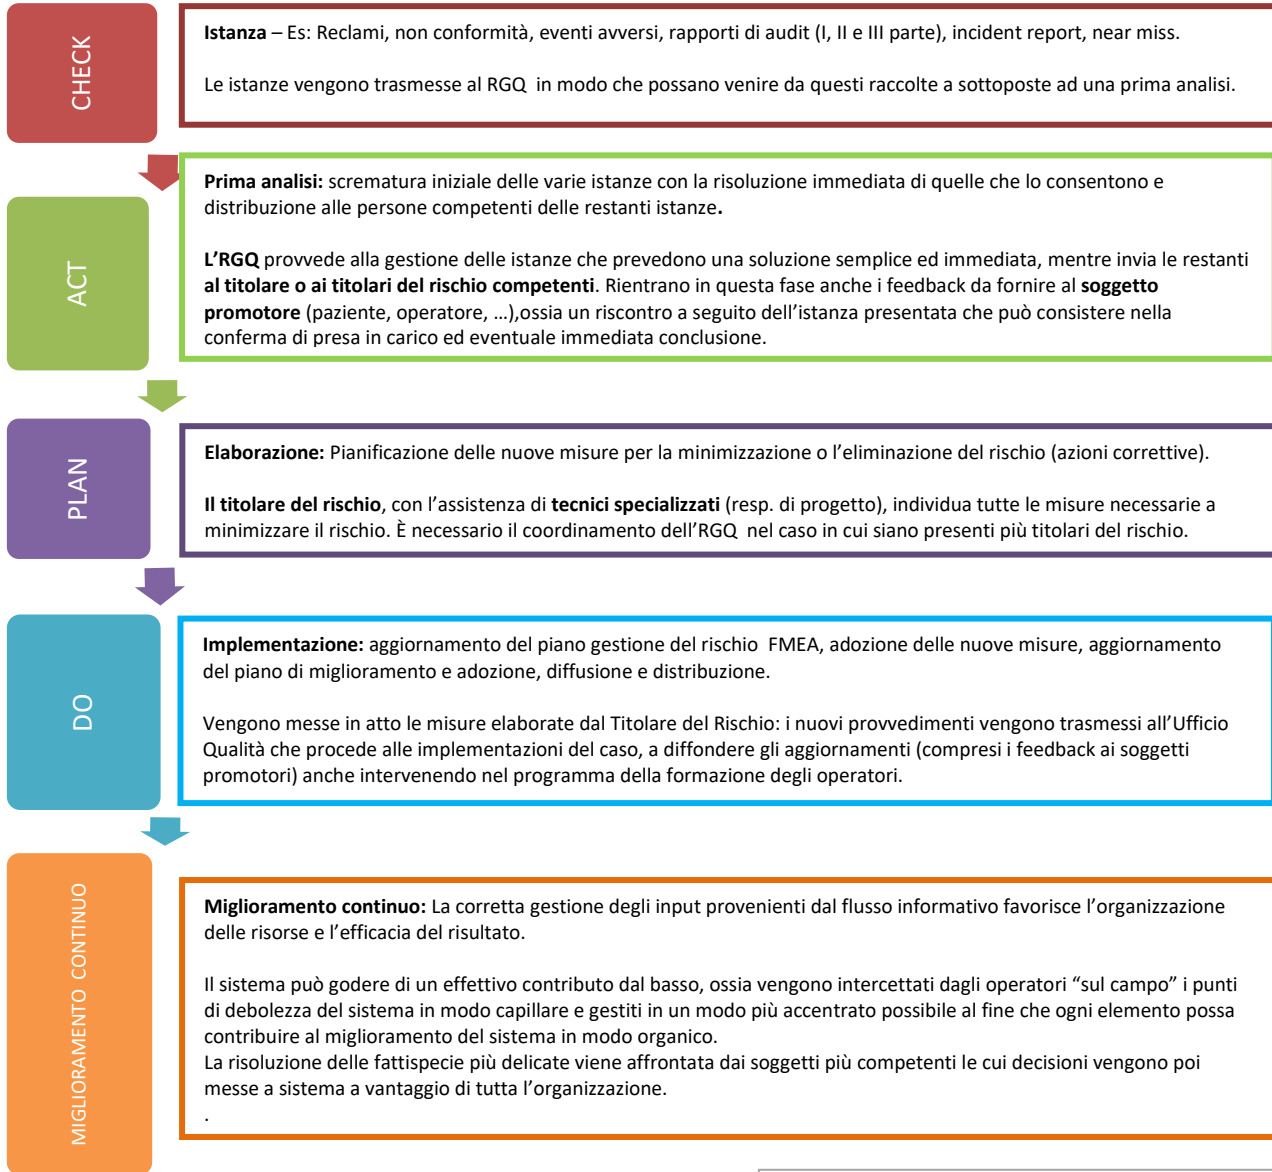 CHECK
Istanza – Es: Reclami, non conformità, eventi avversi, rapporti di audit (I, II e III parte), incident report, near miss.
Le istanze vengono trasmesse al RGQ in modo che possano venire da questi raccolte a sottoposte ad una prima analisi.
ACT
Prima analisi: scrematura iniziale delle varie istanze con la risoluzione immediata di quelle che lo consentono e
distribuzione alle persone competenti delle restanti istanze.
L’RGQ provvede alla gestione delle istanze che prevedono una soluzione semplice ed immediata, mentre invia le restanti
al titolare o ai titolari del rischio competenti. Rientrano in questa fase anche i feedback da fornire al soggetto
promotore (paziente, operatore, …),ossia un riscontro a seguito dell’istanza presentata che può consistere nella
conferma di presa in carico ed eventuale immediata conclusione.
PLAN
Elaborazione: Pianificazione delle nuove misure per la minimizzazione o l’eliminazione del rischio (azioni correttive).
Il titolare del rischio, con l’assistenza di tecnici specializzati (resp. di progetto), individua tutte le misure necessarie a
minimizzare il rischio. È necessario il coordinamento dell’RGQ nel caso in cui siano presenti più titolari del rischio.
DO
Implementazione: aggiornamento del piano gestione del rischio FMEA, adozione delle nuove misure, aggiornamento
del piano di miglioramento e adozione, diffusione e distribuzione.
Vengono messe in atto le misure elaborate dal Titolare del Rischio: i nuovi provvedimenti vengono trasmessi all’Ufficio
Qualità che procede alle implementazioni del caso, a diffondere gli aggiornamenti (compresi i feedback ai soggetti
promotori) anche intervenendo nel programma della formazione degli operatori.
MIGLIORAMENTO CONTINUO
Miglioramento continuo: La corretta gestione degli input provenienti dal flusso informativo favorisce l’organizzazione
delle risorse e l’efficacia del risultato.
Il sistema può godere di un effettivo contributo dal basso, ossia vengono intercettati dagli operatori “sul campo” i punti
di debolezza del sistema in modo capillare e gestiti in un modo più accentrato possibile al fine che ogni elemento possa
contribuire al miglioramento del sistema in modo organico.
La risoluzione delle fattispecie più delicate viene affrontata dai soggetti più competenti le cui decisioni vengono poi
messe a sistema a vantaggio di tutta l’organizzazione.
.